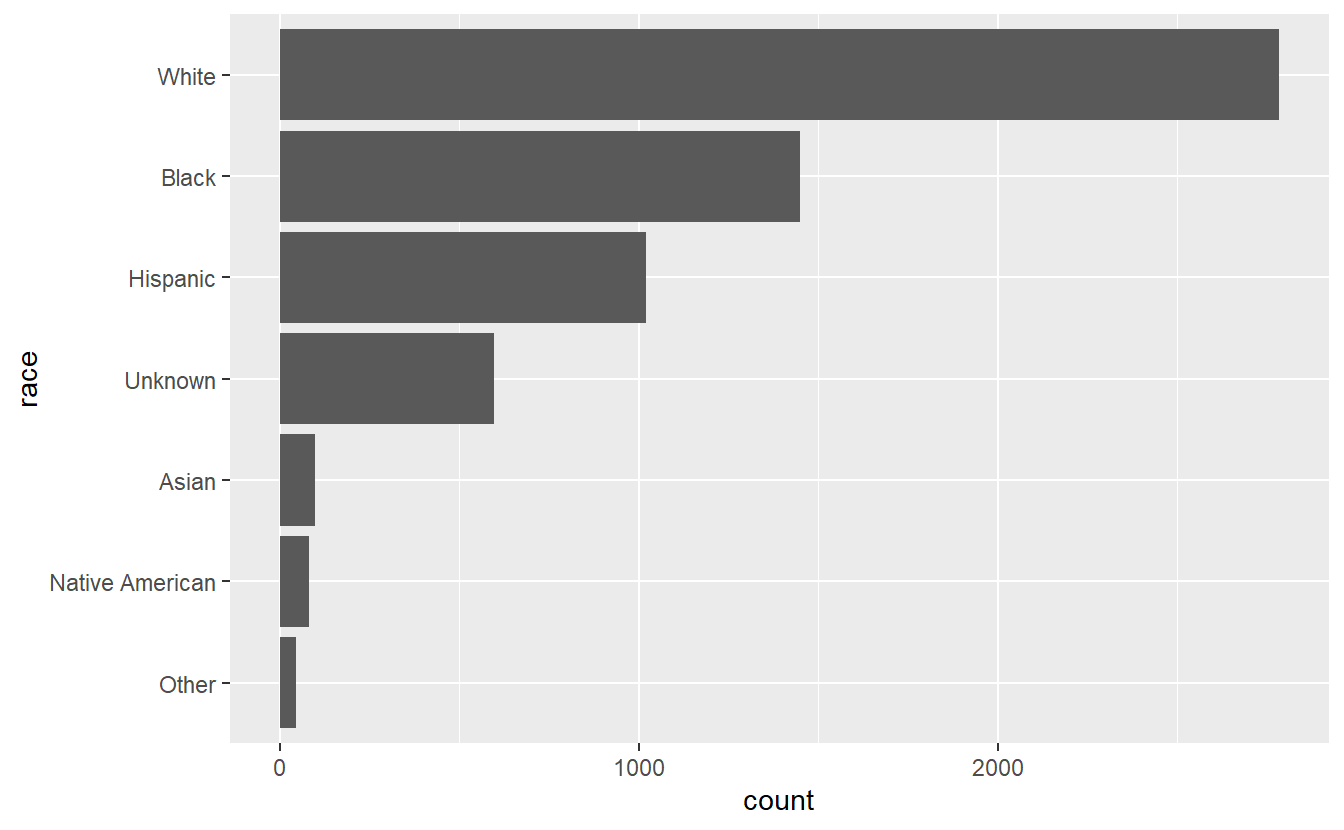 White
Black
Hispanic
Unknown
Asian
Native American
Other
race
0 1000 2000
count